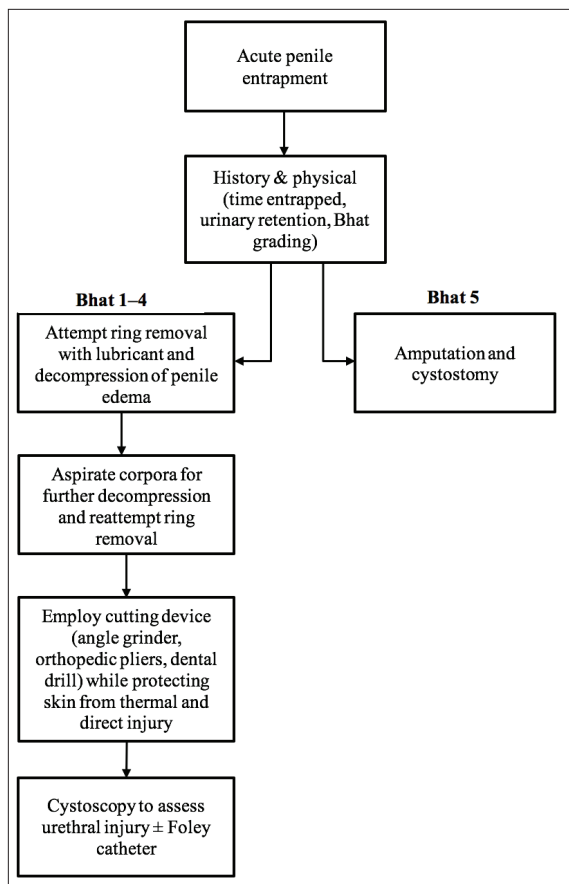 Acute penile
entrapment
History & physical
(time entrapped,
urinary retention, Bhat
grading)
Bhat 1–4
Bhat 5
Attempt ring removal
with lubricant and
decompression of penile
edema
Amputation and
cystostomy
Aspirate corpora for
further decompression
and reattempt ring
removal
Employ cutting device
(angle grinder,
orthopedic pliers, dental
drill) while protecting
skin from thermal and
direct injury
Cystoscopy to assess
urethral injury ± Foley
catheter